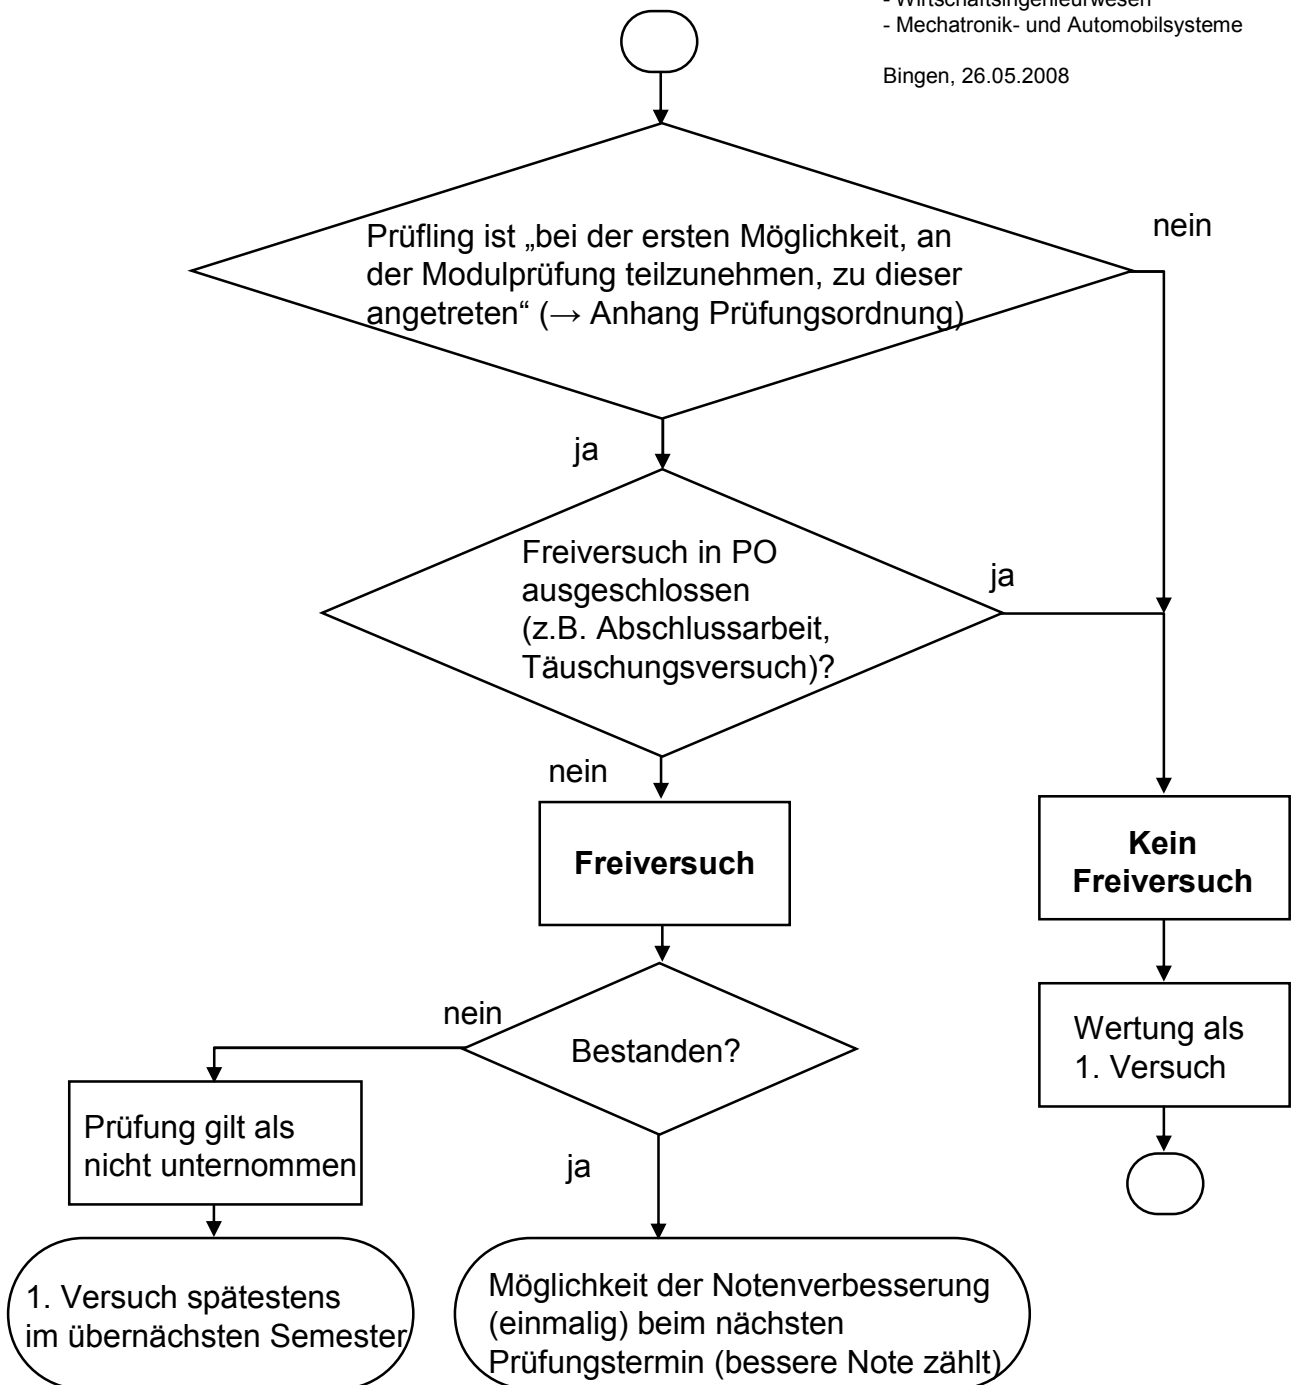 - Wirtschaftsingenieurwesen
- Mechatronik- und Automobilsysteme
Bingen, 26.05.2008
nein
Prüfling ist „bei der ersten Möglichkeit, an
der Modulprüfung teilzunehmen, zu dieser
angetreten“ (→ Anhang Prüfungsordnung)
ja
Freiversuch in PO
ausgeschlossen
(z.B. Abschlussarbeit,
Täuschungsversuch)?
ja
nein
Freiversuch
Kein
Freiversuch
nein
Bestanden?
Wertung als
1. Versuch
Prüfung gilt als
nicht unternommen
ja
1. Versuch spätestens
im übernächsten Semester
Möglichkeit der Notenverbesserung
(einmalig) beim nächsten
Prüfungstermin (bessere Note zählt)